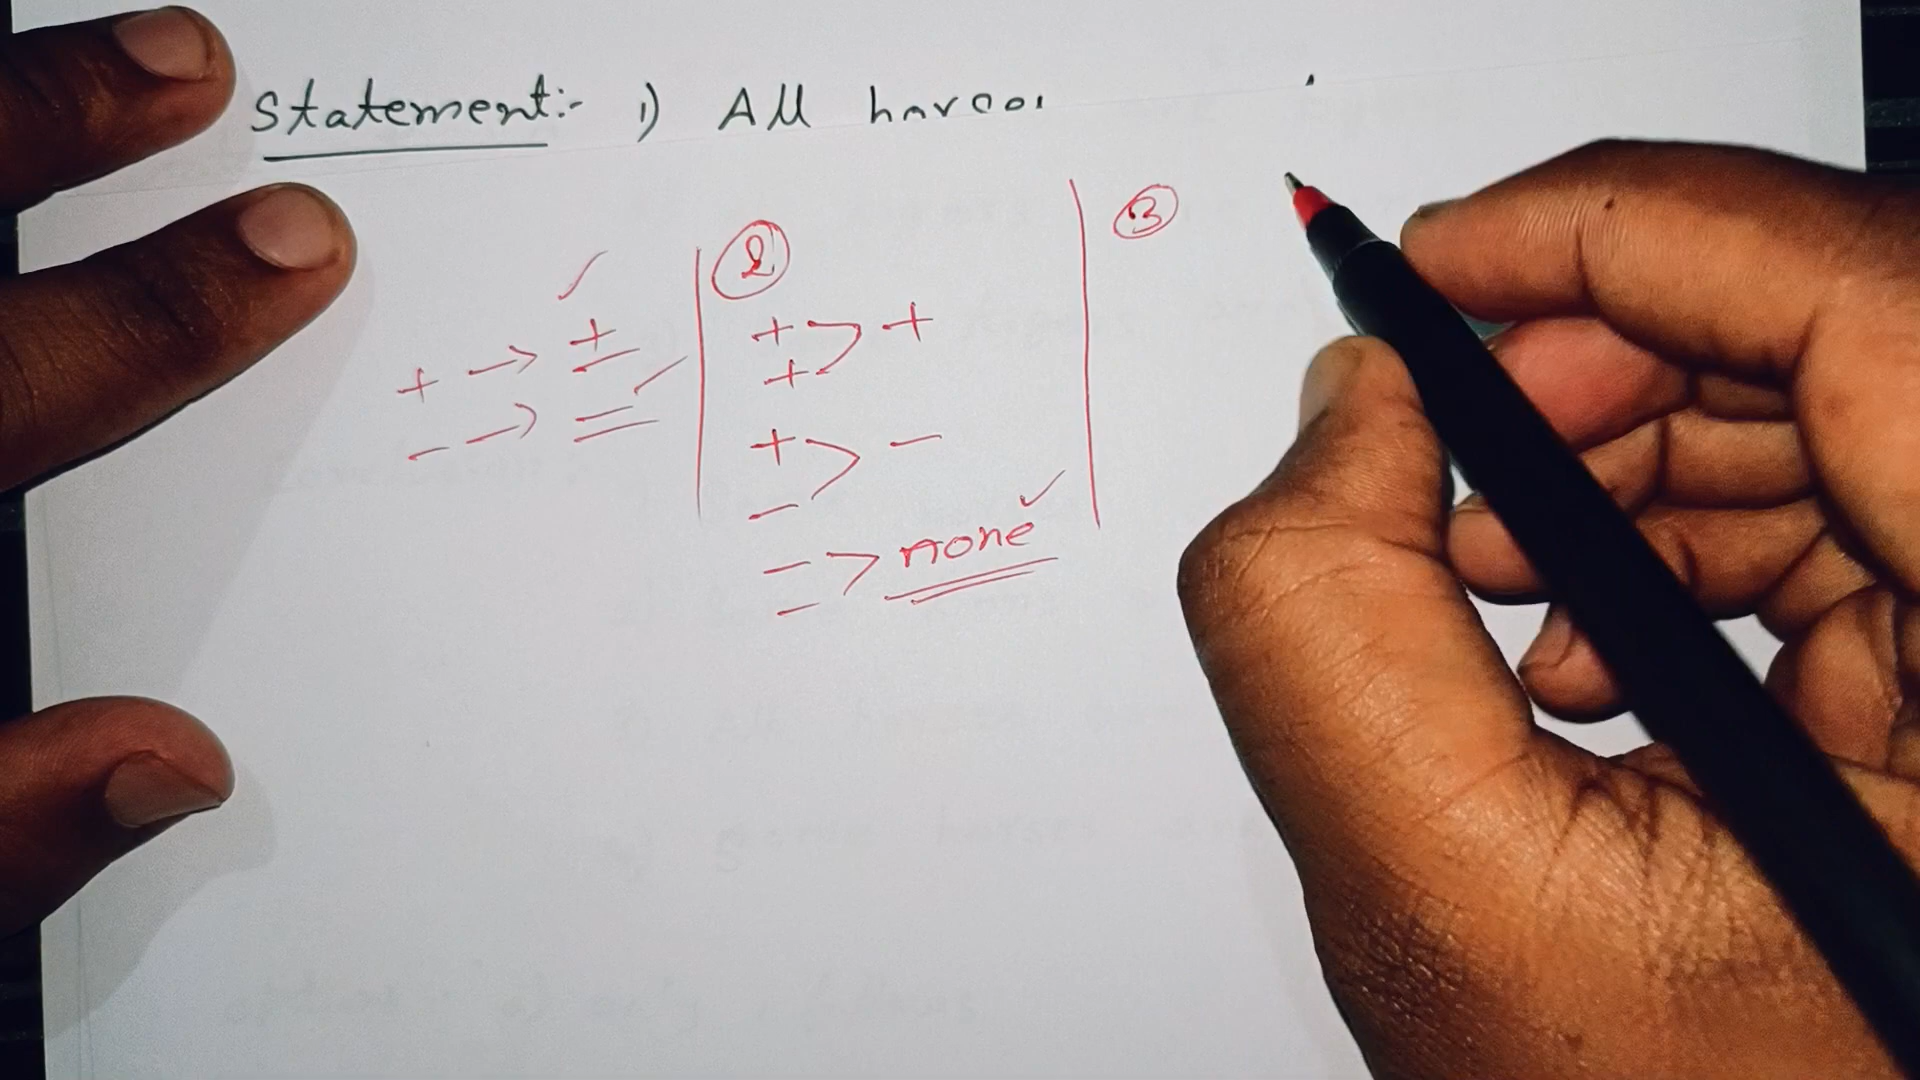 Statement:- 1) All
+ → +
- → =
②
+ > +
+
+ > -
-
- > none
-
③